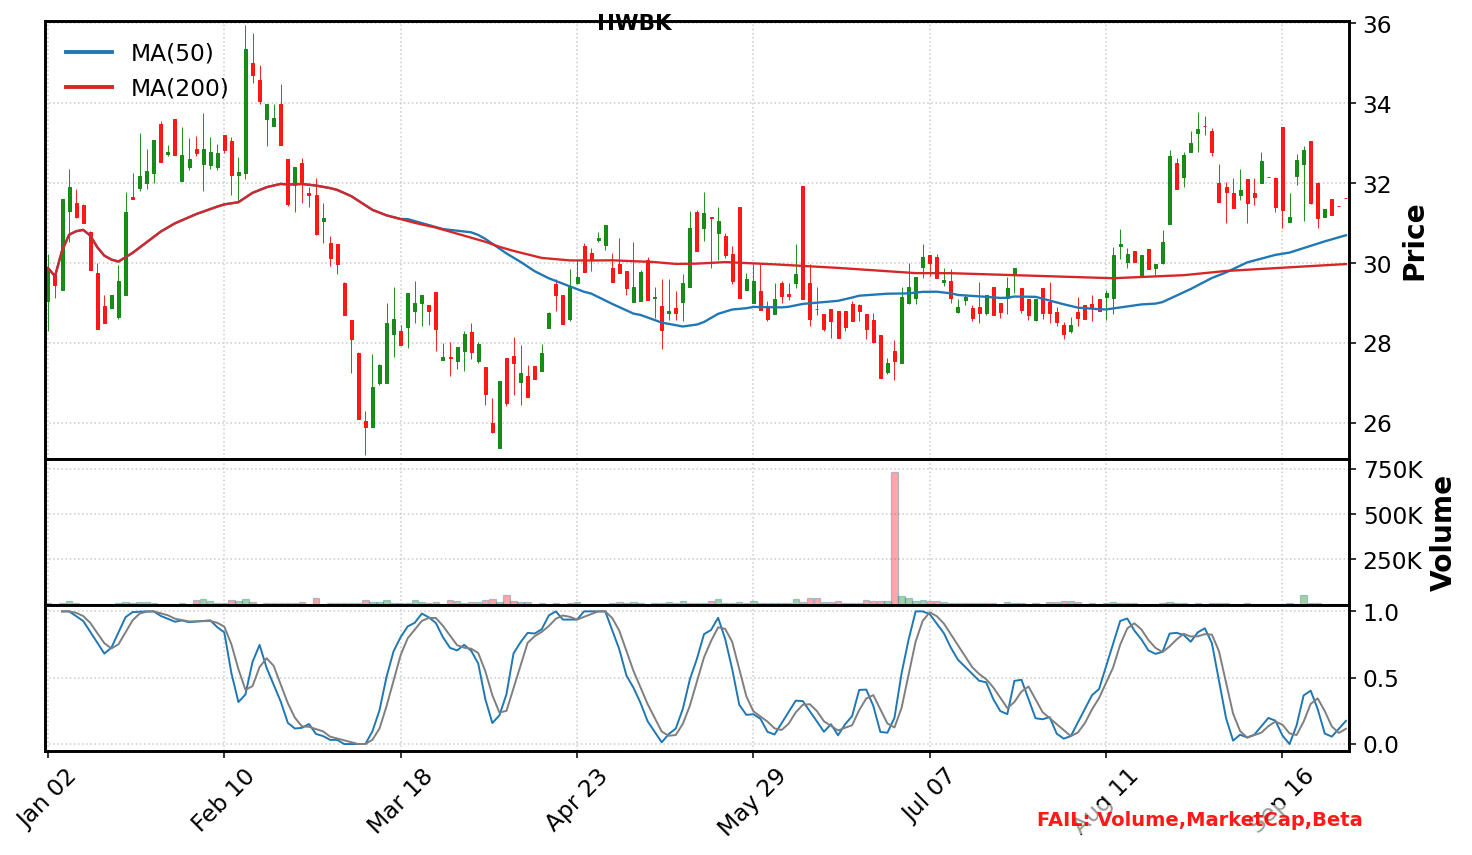 HWBK
MA(50)
MA(200)
36
34
32
30
28
26
Price
750K
500K
250K
Volume
1.0
0.5
0.0
Jan 02
Feb 10
Mar 18
Apr 23
May 29
Jul 07
Aug 11
Sep 16
FAIL: Volume,MarketCap,Beta